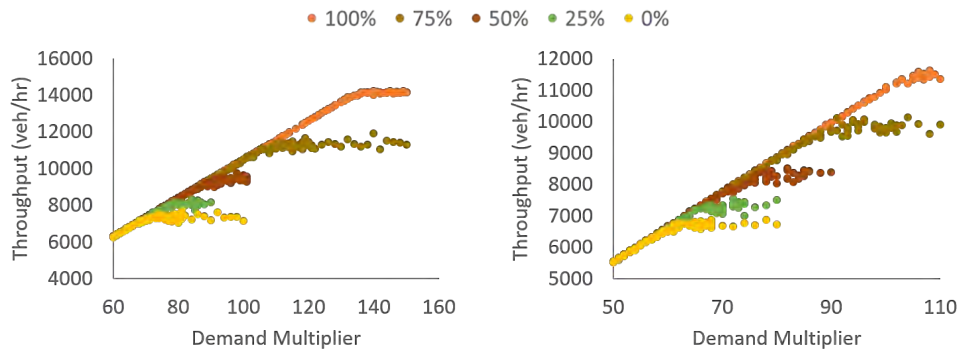 100% 75% 50% 25% 0%
Throughput (veh/hr)
16000
14000
12000
10000
8000
6000
4000
60 80 100 120 140 160
Demand Multiplier
Throughput (veh/hr)
12000
11000
10000
9000
8000
7000
6000
5000
50 70 90 110
Demand Multiplier